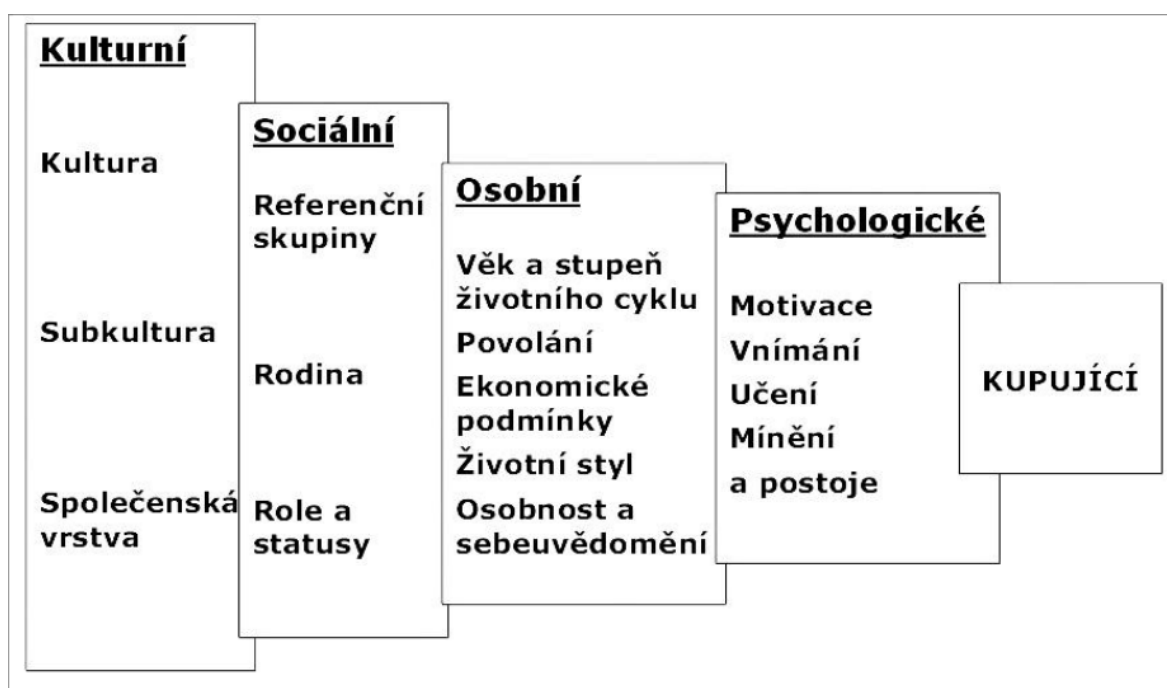 Kulturní
Kultura
Subkultura
Společenská
vrstva
Sociální
Referenční
skupiny
Rodina
Role a
statusy
Osobní
Věk a stupeň
životního cyklu
Povolání
Ekonomické
podmínky
Životní styl
Osobnost a
sebeuvědomění
Psychologické
Motivace
Vnímání
Učení
Mínění
a postoje
KUPUJÍCÍ